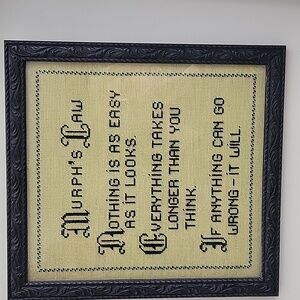 Murph's Law
Nothing is as easy
as it looks.
Everything takes
longer than you
think.
If anything can go
wrong - it will.